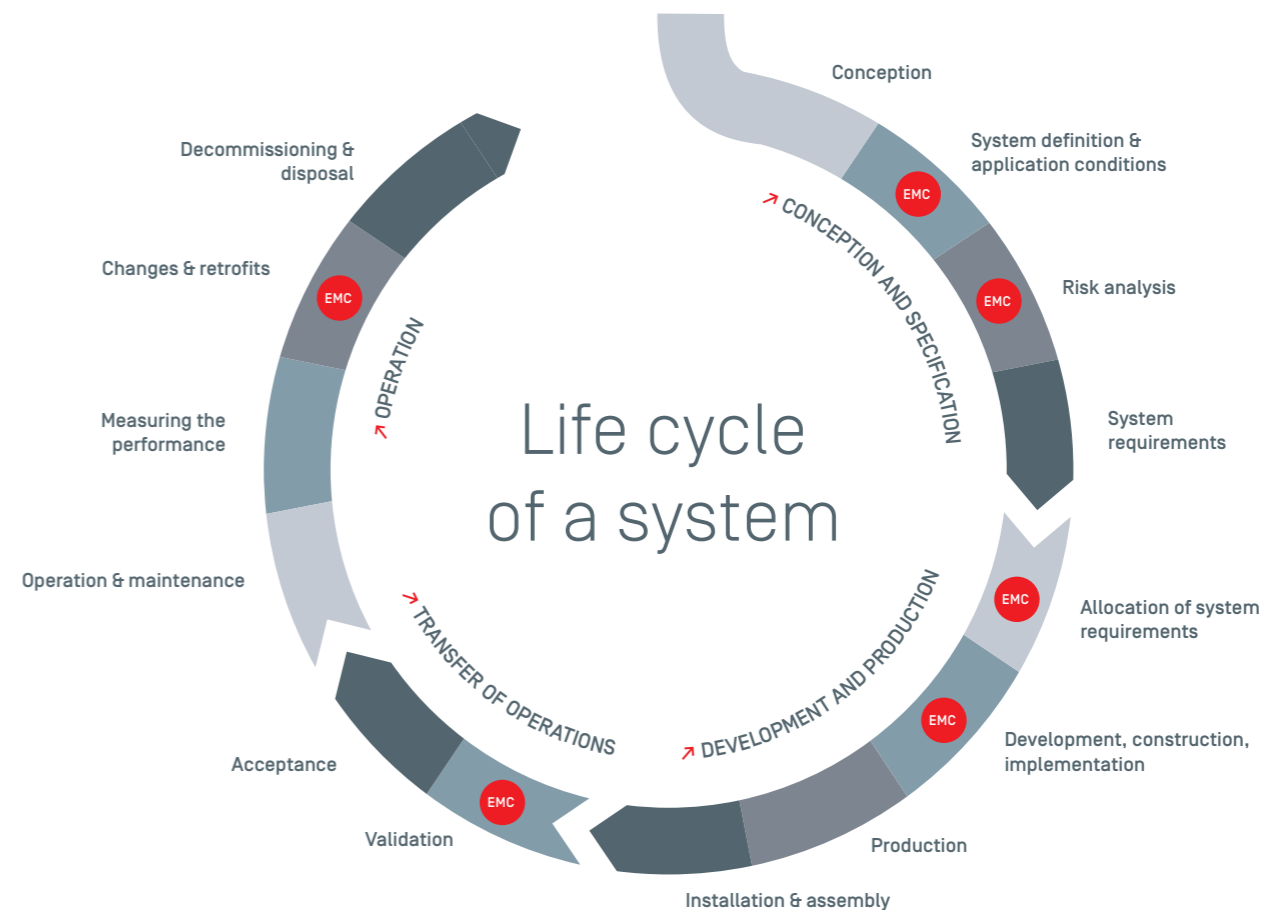 Conception
System definition &
application conditions
EMC
Risk analysis
EMC
System
requirements
↗ CONCEPTION AND SPECIFICATION
Allocation of system
requirements
EMC
Development, construction,
implementation
EMC
Production
Installation & assembly
↗ DEVELOPMENT AND PRODUCTION
Validation
EMC
Acceptance
↗ TRANSFER OF OPERATIONS
Operation & maintenance
Measuring the
performance
Changes & retrofits
EMC
Decommissioning &
disposal
↗ OPERATION
Life cycle
of a system